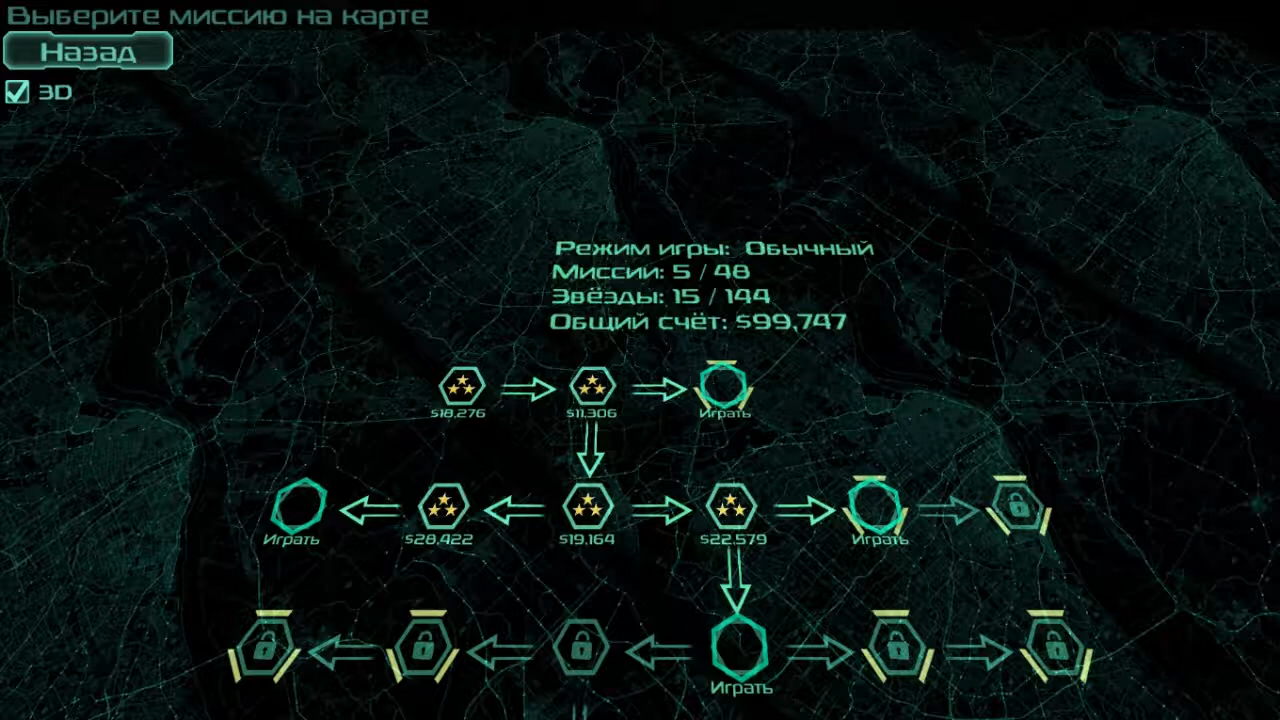 Выберите миссию на карте
Назад
3D
Режим игры: Обычный
Миссии: 5 / 48
Звёзды: 15 / 144
Общий счёт: $99,747
$18,276
$11,306
Играть
Играть
$28,422
$19,164
$22,579
Играть
Играть